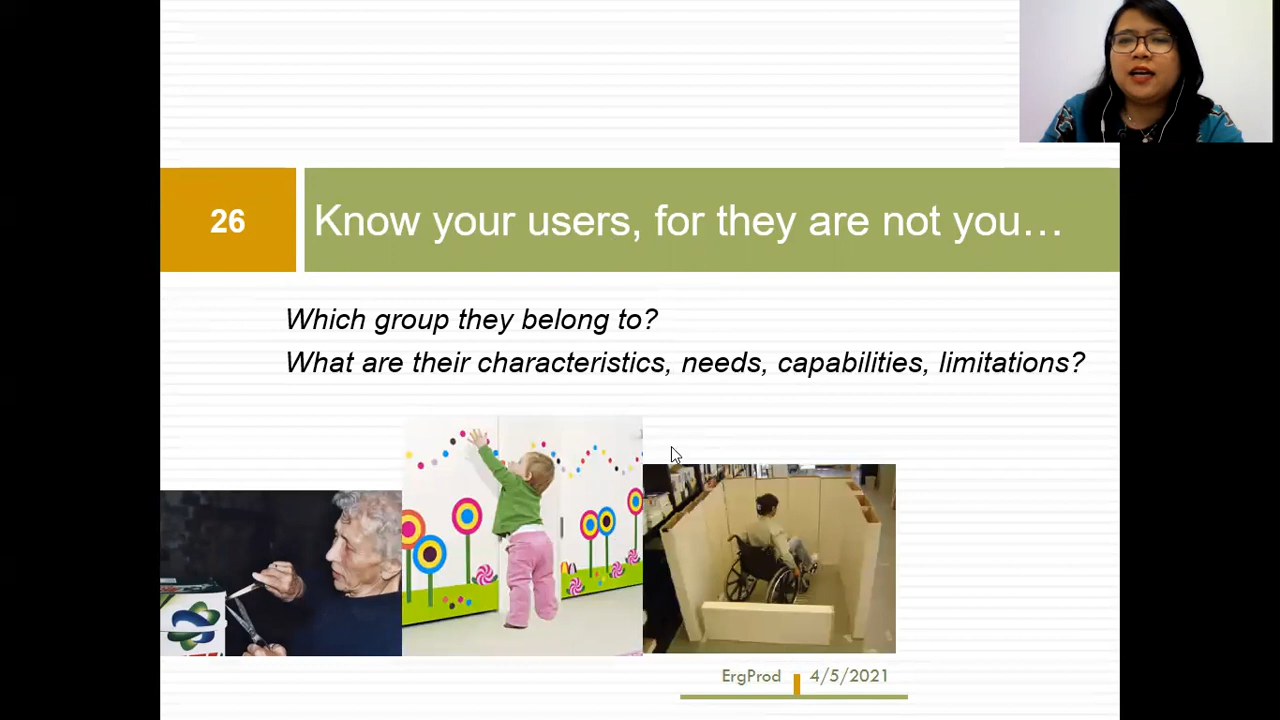 26
Know your users, for they are not you…
Which group they belong to?
What are their characteristics, needs, capabilities, limitations?
ErgProd 4/5/2021